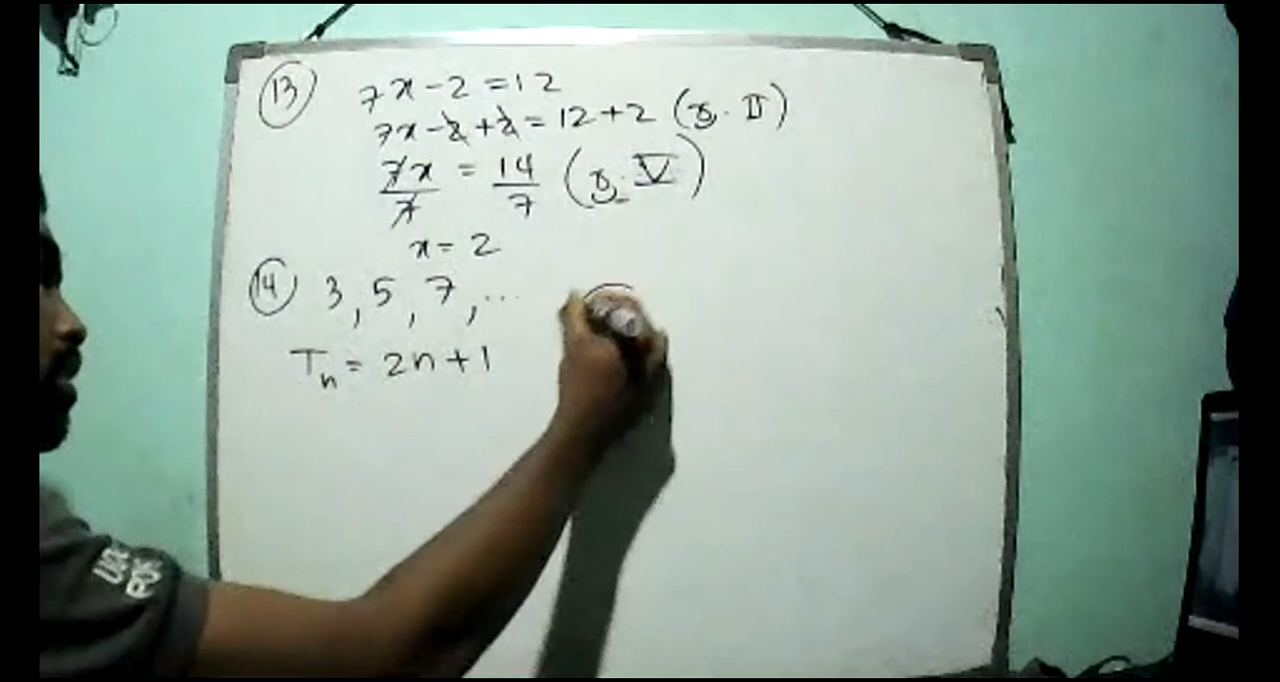 13 7x - 2 = 12
7x - 2 + 2 = 12 + 2 ( . II)
7x/7 = 14/7 ( . V)
x = 2
14 3, 5, 7, ...
Tn = 2n + 1